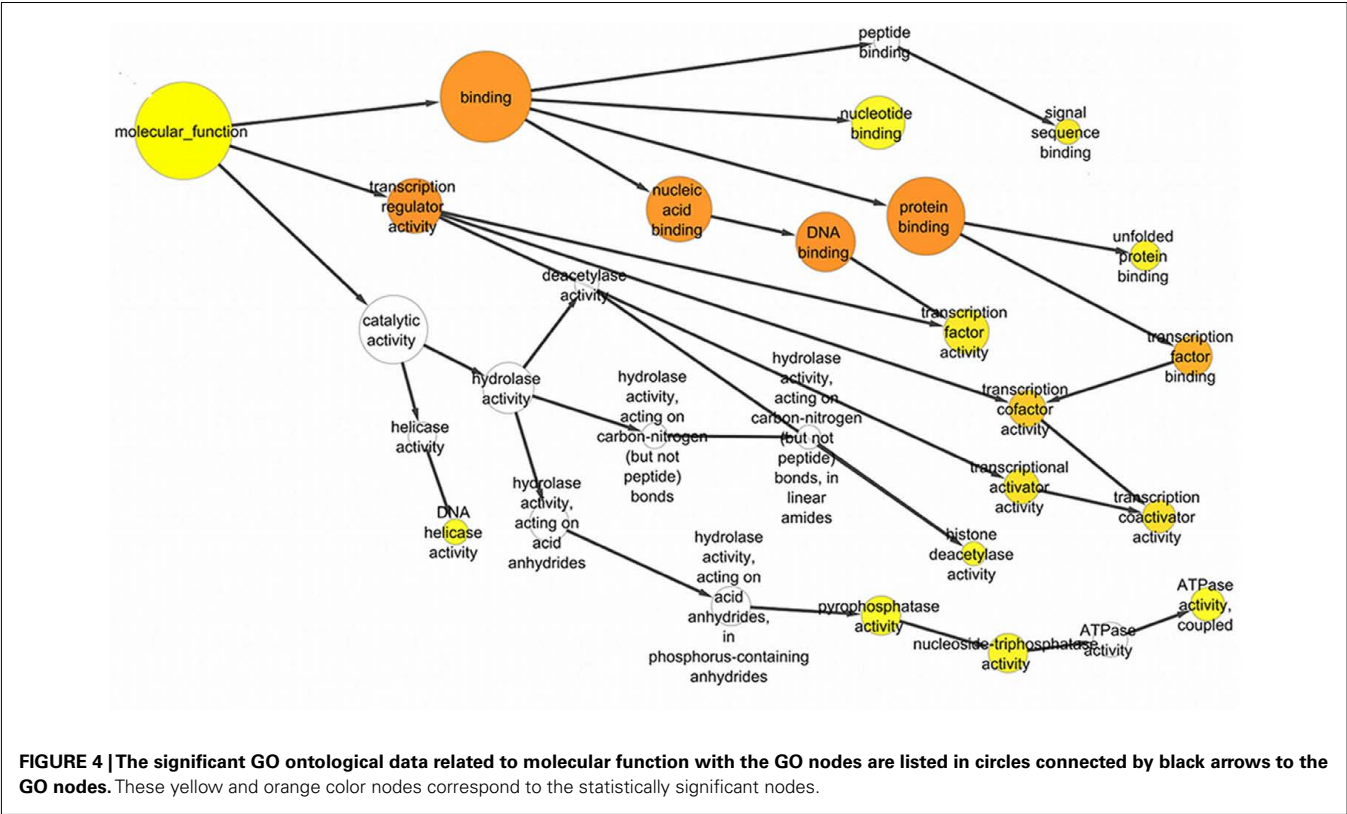 peptide
binding
binding
molecular_function
nucleotide
binding
signal
sequence
binding
transcription
regulator
activity
nucleic
acid
binding
protein
binding
DNA
binding
unfolded
protein
binding
deacetylase
activity
catalytic
activity
transcription
factor
activity
transcription
factor
binding
hydrolase
activity
hydrolase
activity,
acting on
carbon-nitrogen
(but not
peptide)
bonds
hydrolase
activity,
acting on
carbon-nitrogen
(but not
peptide)
bonds, in
linear
amides
transcription
cofactor
activity
helicase
activity
transcriptional
activator
activity
transcription
coactivator
activity
DNA
helicase
activity
hydrolase
activity,
acting on
acid
anhydrides
hydrolase
activity,
acting on
acid
anhydrides,
in
phosphorus-containing
anhydrides
histone
deacetylase
activity
pyrophosphatase
activity
nucleoside-triphosphatase
activity
ATPase
activity
ATPase
activity,
coupled
FIGURE 4 | The significant GO ontological data related to molecular function with the GO nodes are listed in circles connected by black arrows to the
GO nodes. These yellow and orange color nodes correspond to the statistically significant nodes.